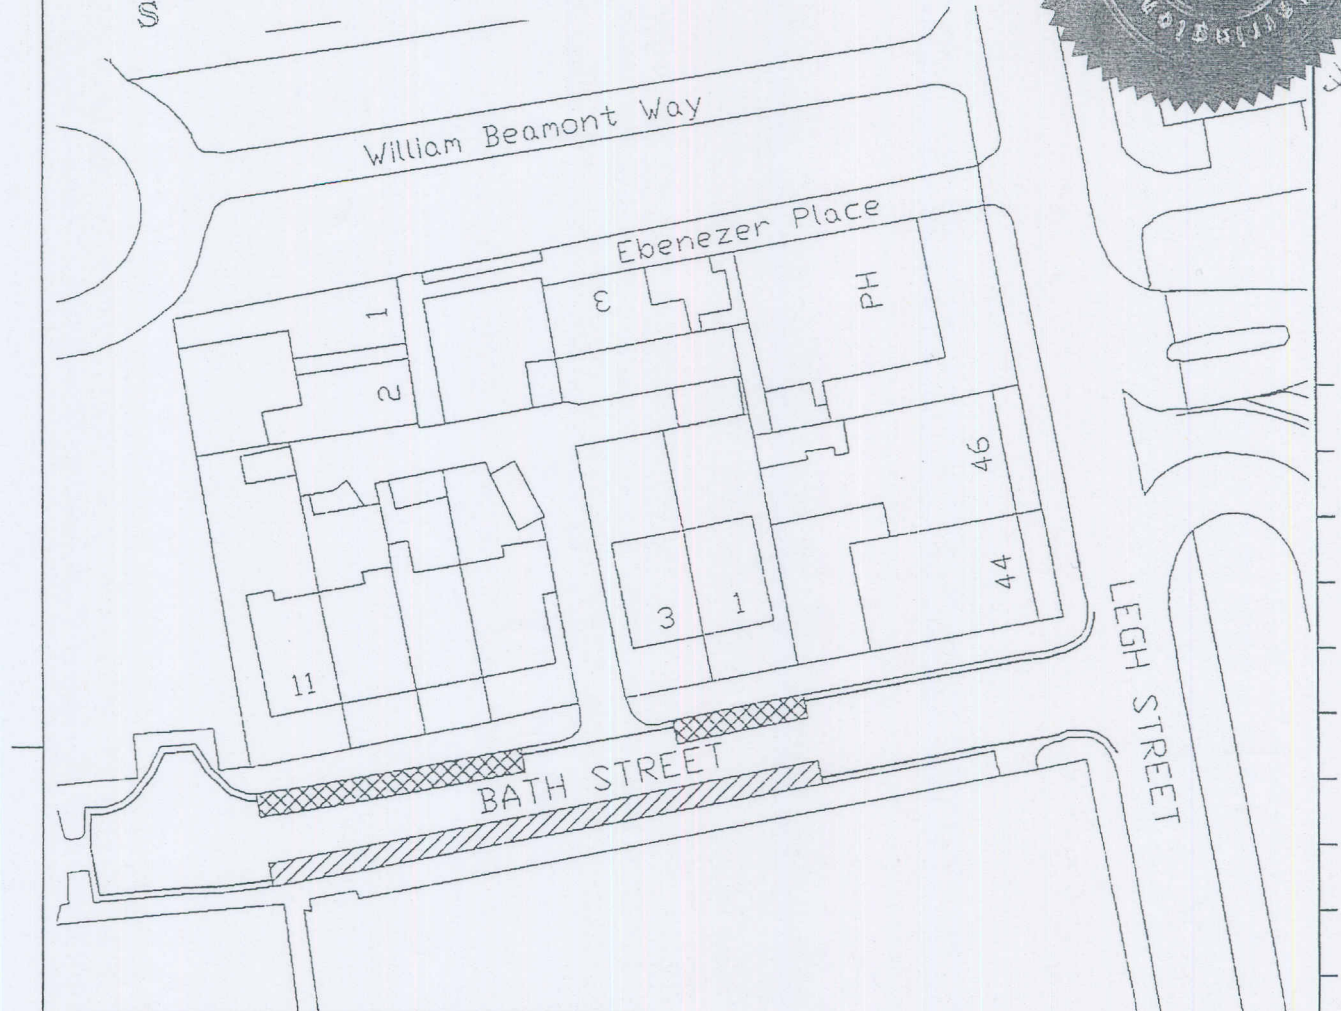 S
William Beamont Way
Ebenezer Place
1
3
PH
2
46
44
3
1
11
LEGH STREET
BATH STREET